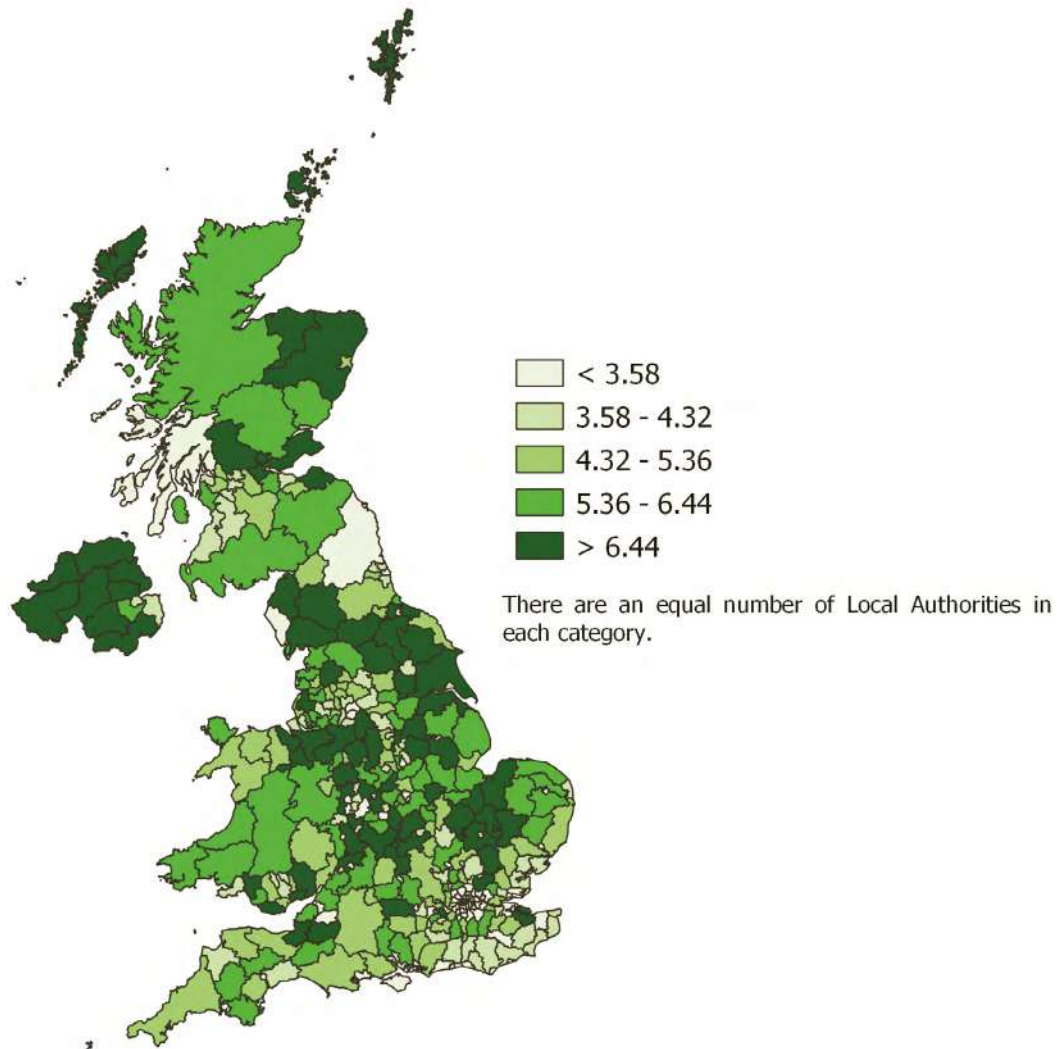 < 3.58
3.58 - 4.32
4.32 - 5.36
5.36 - 6.44
> 6.44
There are an equal number of Local Authorities in
each category.